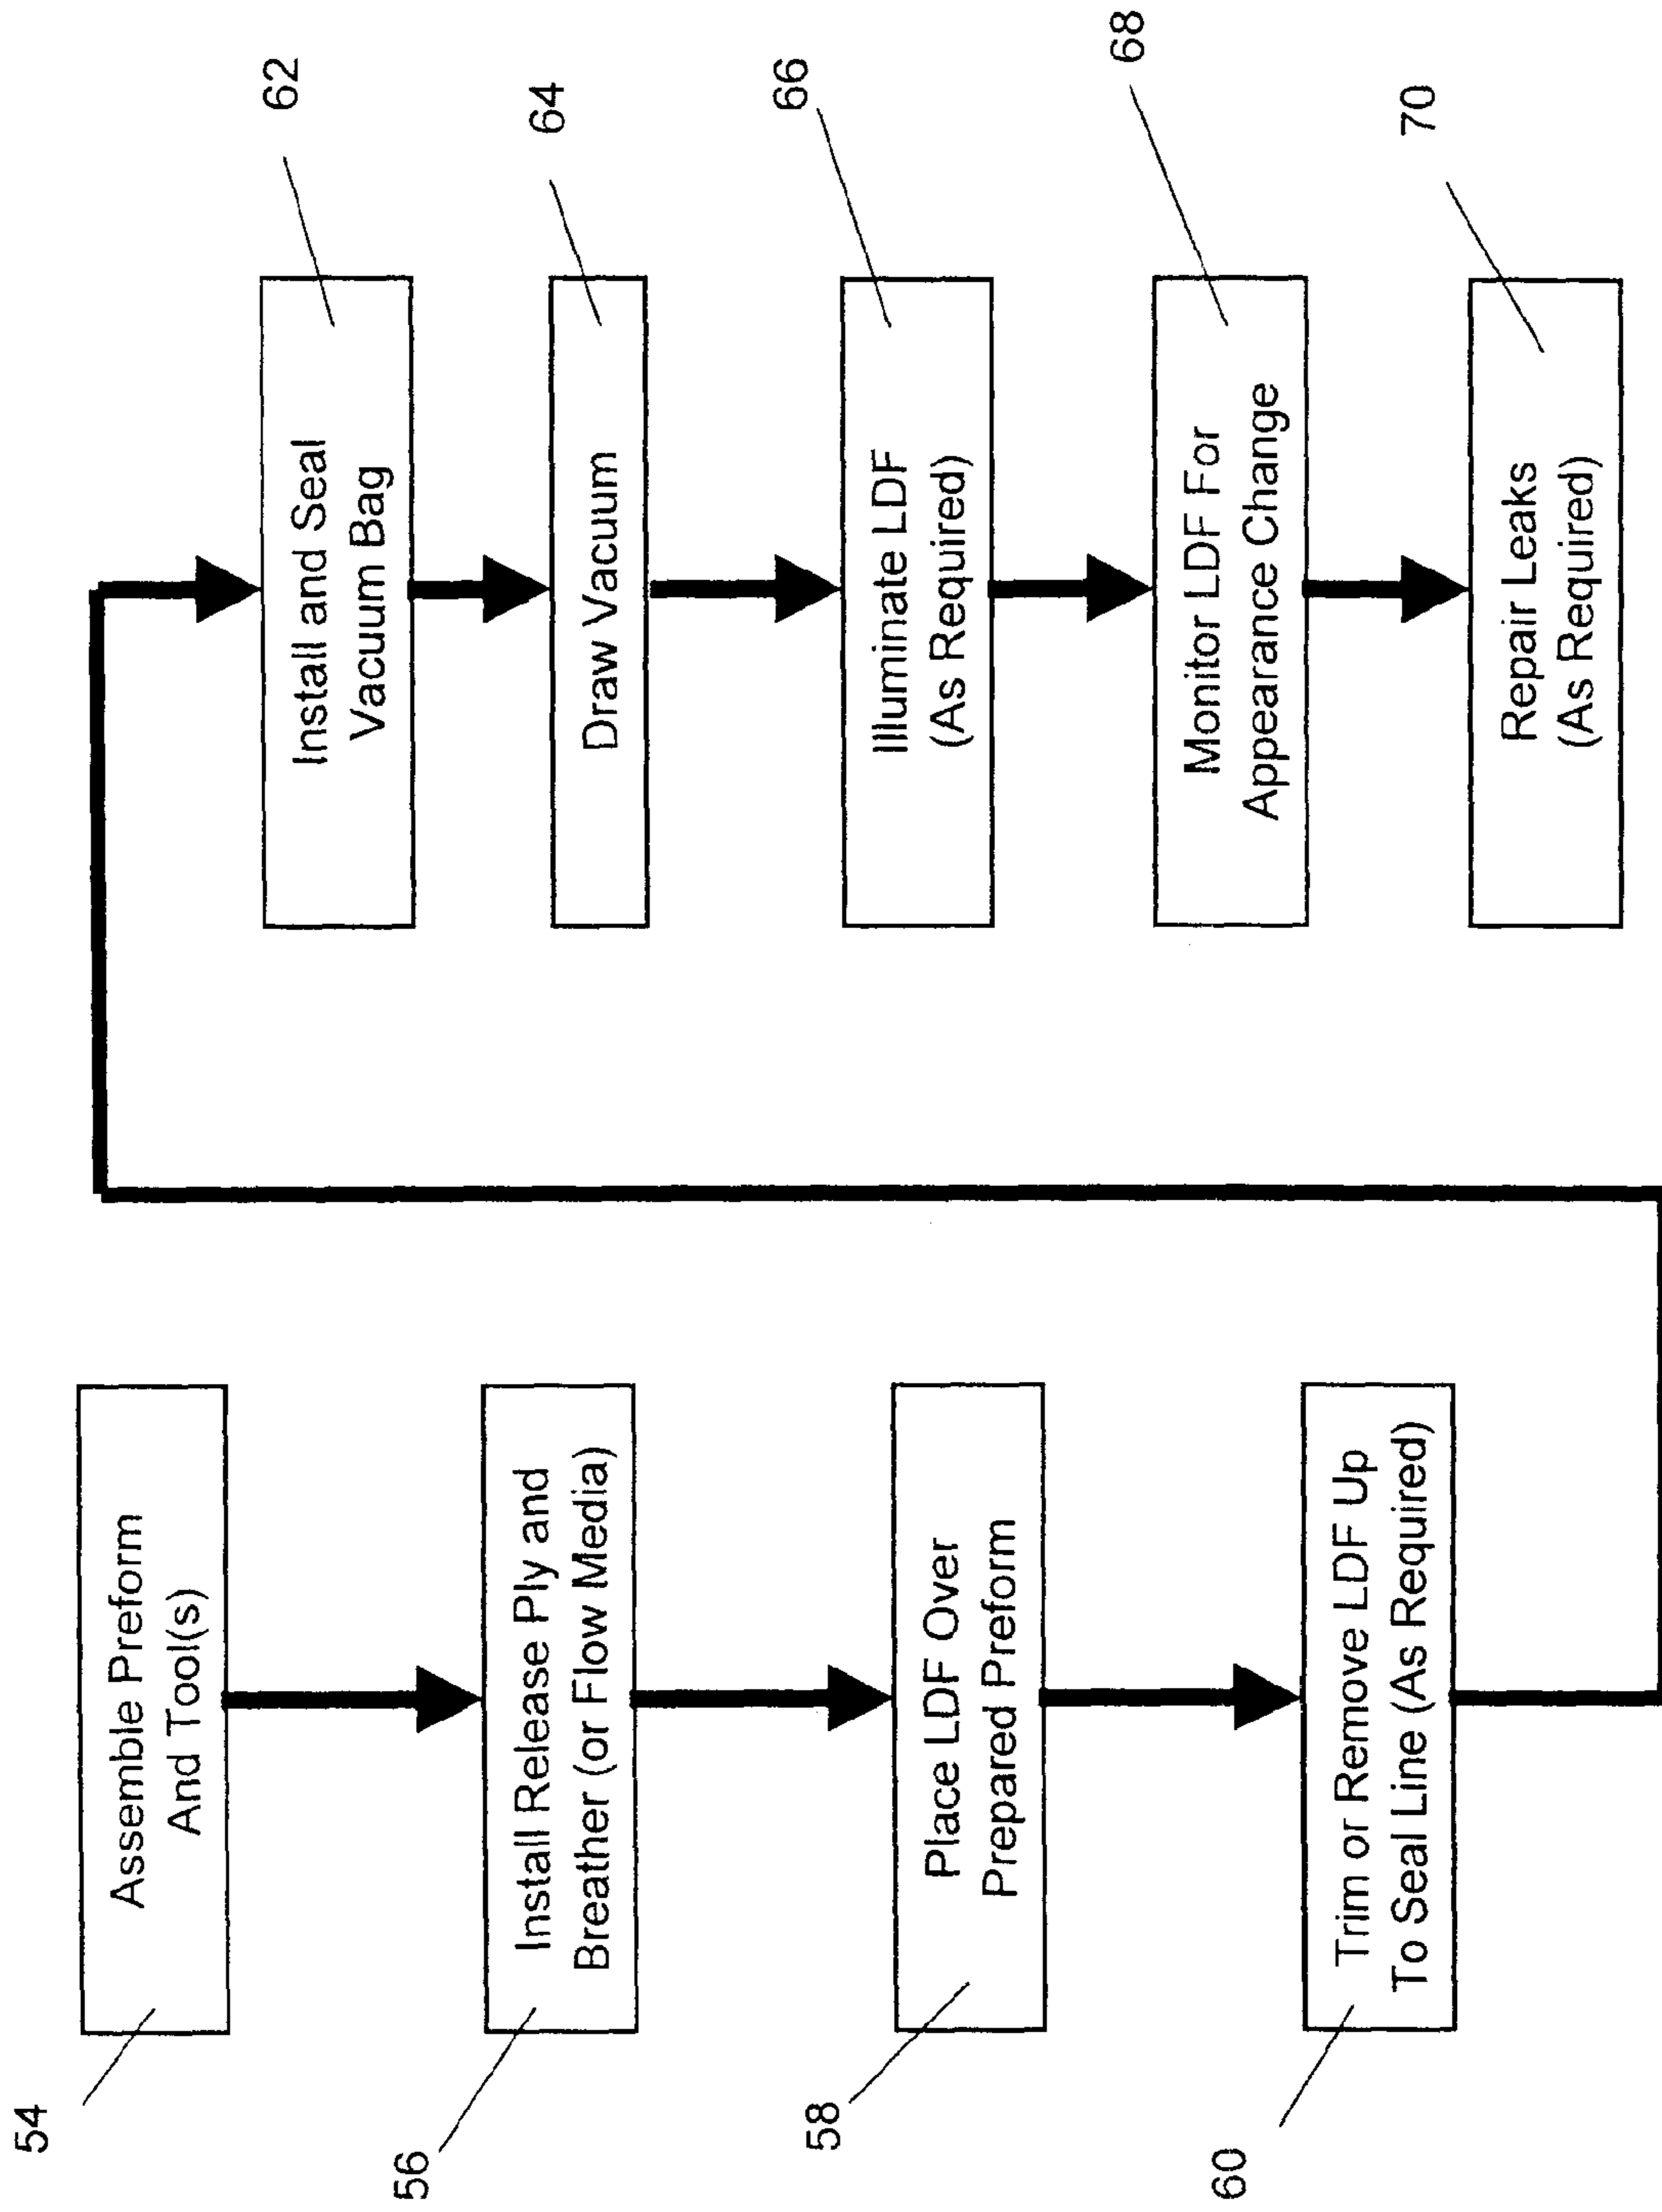 54
Assemble Preform
And Tool(s)
56
Install Release Ply and
Breather (or Flow Media)
58
Place LDF Over
Prepared Preform
60
Trim or Remove LDF Up
To Seal Line (As Required)
62
Install and Seal
Vacuum Bag
64
Draw Vacuum
66
Illuminate LDF
(As Required)
68
Monitor LDF For
Appearance Change
70
Repair Leaks
(As Required)